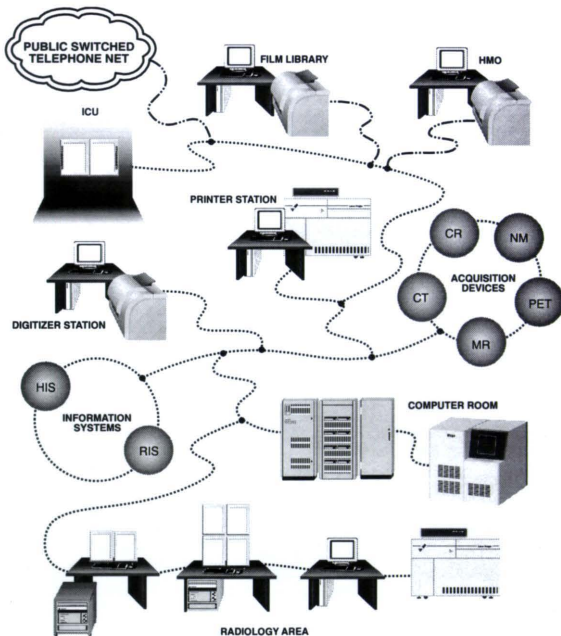 PUBLIC SWITCHED
TELEPHONE NET
FILM LIBRARY
HMO
ICU
PRINTER STATION
CR
NM
ACQUISITION
DEVICES
CT
PET
MR
DIGITIZER STATION
HIS
INFORMATION
SYSTEMS
RIS
COMPUTER ROOM
RADIOLOGY AREA